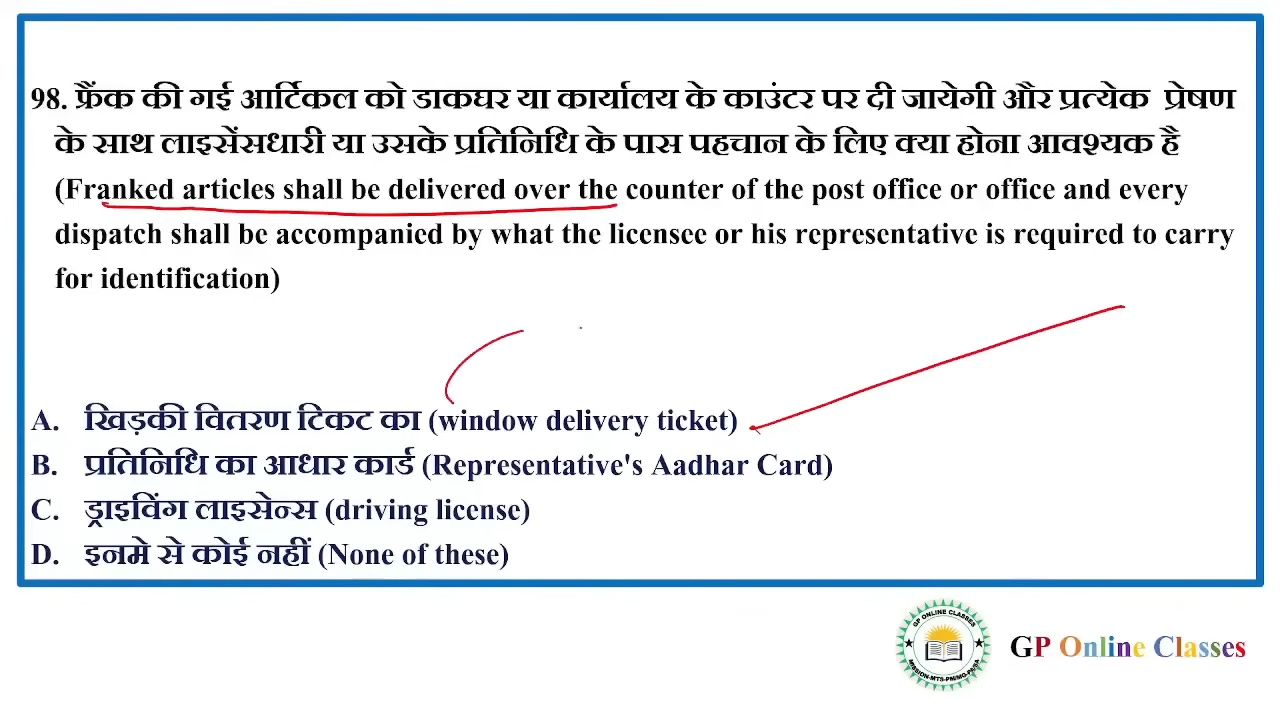 98. फ्रैंक की गई आर्टिकल को डाकघर या कार्यालय के काउंटर पर दी जायेगी और प्रत्येक प्रेषण
के साथ लाइसेंसधारी या उसके प्रतिनिधि के पास पहचान के लिए क्या होना आवश्यक है
(Franked articles shall be delivered over the counter of the post office or office and every
dispatch shall be accompanied by what the licensee or his representative is required to carry
for identification)
A. खिड़की वितरण टिकट का (window delivery ticket)
B. प्रतिनिधि का आधार कार्ड (Representative's Aadhar Card)
C. ड्राइविंग लाइसेन्स (driving license)
D. इनमे से कोई नहीं (None of these)
GP ONLINE CLASSES
GP Online Classes